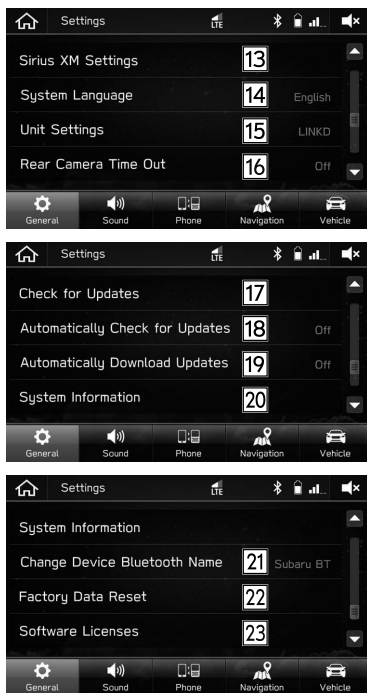 Settings LTE
Sirius XM Settings 13
System Language 14 English
Unit Settings 15 LINKD
Rear Camera Time Out 16 Off
General Sound Phone Navigation Vehicle
Settings LTE
Check for Updates 17
Automatically Check for Updates 18 Off
Automatically Download Updates 19 Off
System Information 20
General Sound Phone Navigation Vehicle
Settings LTE
System Information
Change Device Bluetooth Name 21 Subaru BT
Factory Data Reset 22
Software Licenses 23
General Sound Phone Navigation Vehicle